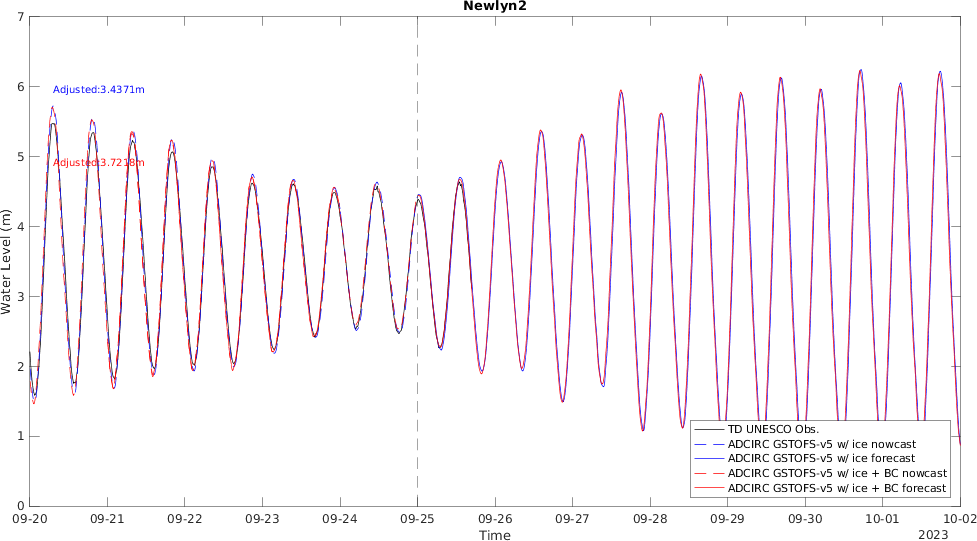 Newlyn2
7
6
5
4
3
2
1
0
Water Level (m)
Adjusted:3.4371m
Adjusted:3.7218m
TD UNESCO Obs.
ADCIRC GSTOFS-v5 w/ ice nowcast
ADCIRC GSTOFS-v5 w/ ice forecast
ADCIRC GSTOFS-v5 w/ ice + BC nowcast
ADCIRC GSTOFS-v5 w/ ice + BC forecast
09-20 09-21 09-22 09-23 09-24 09-25 09-26 09-27 09-28 09-29 09-30 10-01 10-02
Time
2023